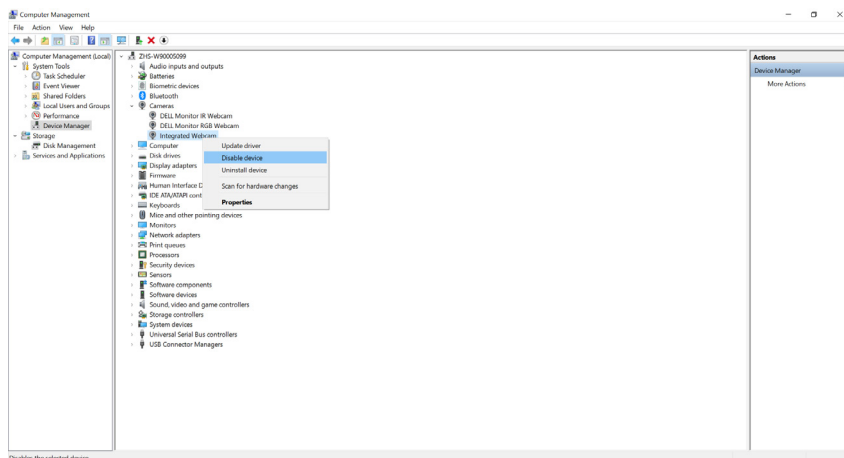 Computer Management
File Action View Help
Computer Management (Local)
System Tools
Task Scheduler
Event Viewer
Shared Folders
Local Users and Groups
Performance
Device Manager
Storage
Disk Management
Services and Applications
ZHS-W90005099
Audio inputs and outputs
Batteries
Biometric devices
Bluetooth
Cameras
DELL Monitor IR Webcam
DELL Monitor RGB Webcam
Integrated Webcam
Computer
Disk drives
Display adapters
Firmware
Human Interface D
IDE ATA/ATAPI cont
Keyboards
Mice and other pointing devices
Monitors
Network adapters
Print queues
Processors
Security devices
Sensors
Software components
Software devices
Sound, video and game controllers
Storage controllers
System devices
Universal Serial Bus controllers
USB Connector Managers
Update driver
Disable device
Uninstall device
Scan for hardware changes
Properties
Actions
Device Manager
More Actions
Disables the selected device.